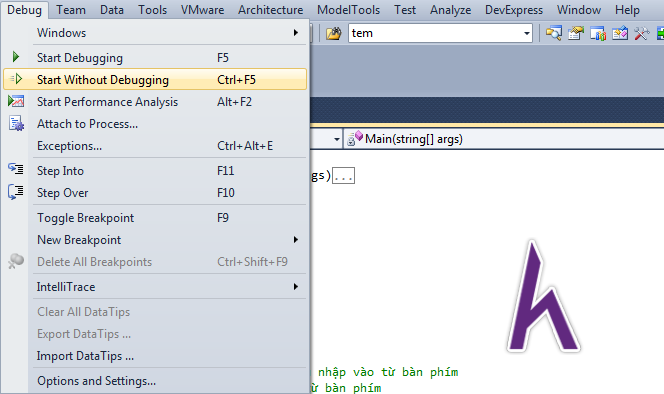 Debug Team Data Tools VMware Architecture ModelTools Test Analyze DevExpress Window Help
Windows
tem
Start Debugging F5
Start Without Debugging Ctrl+F5
Start Performance Analysis Alt+F2
Attach to Process...
Exceptions... Ctrl+Alt+E
Main(string[] args)
Step Into F11
gs)...
Step Over F10
Toggle Breakpoint F9
New Breakpoint
Delete All Breakpoints Ctrl+Shift+F9
IntelliTrace
Clear All DataTips
Export DataTips ...
Import DataTips ...
nhập vào từ bàn phím
Options and Settings...
bàn phím